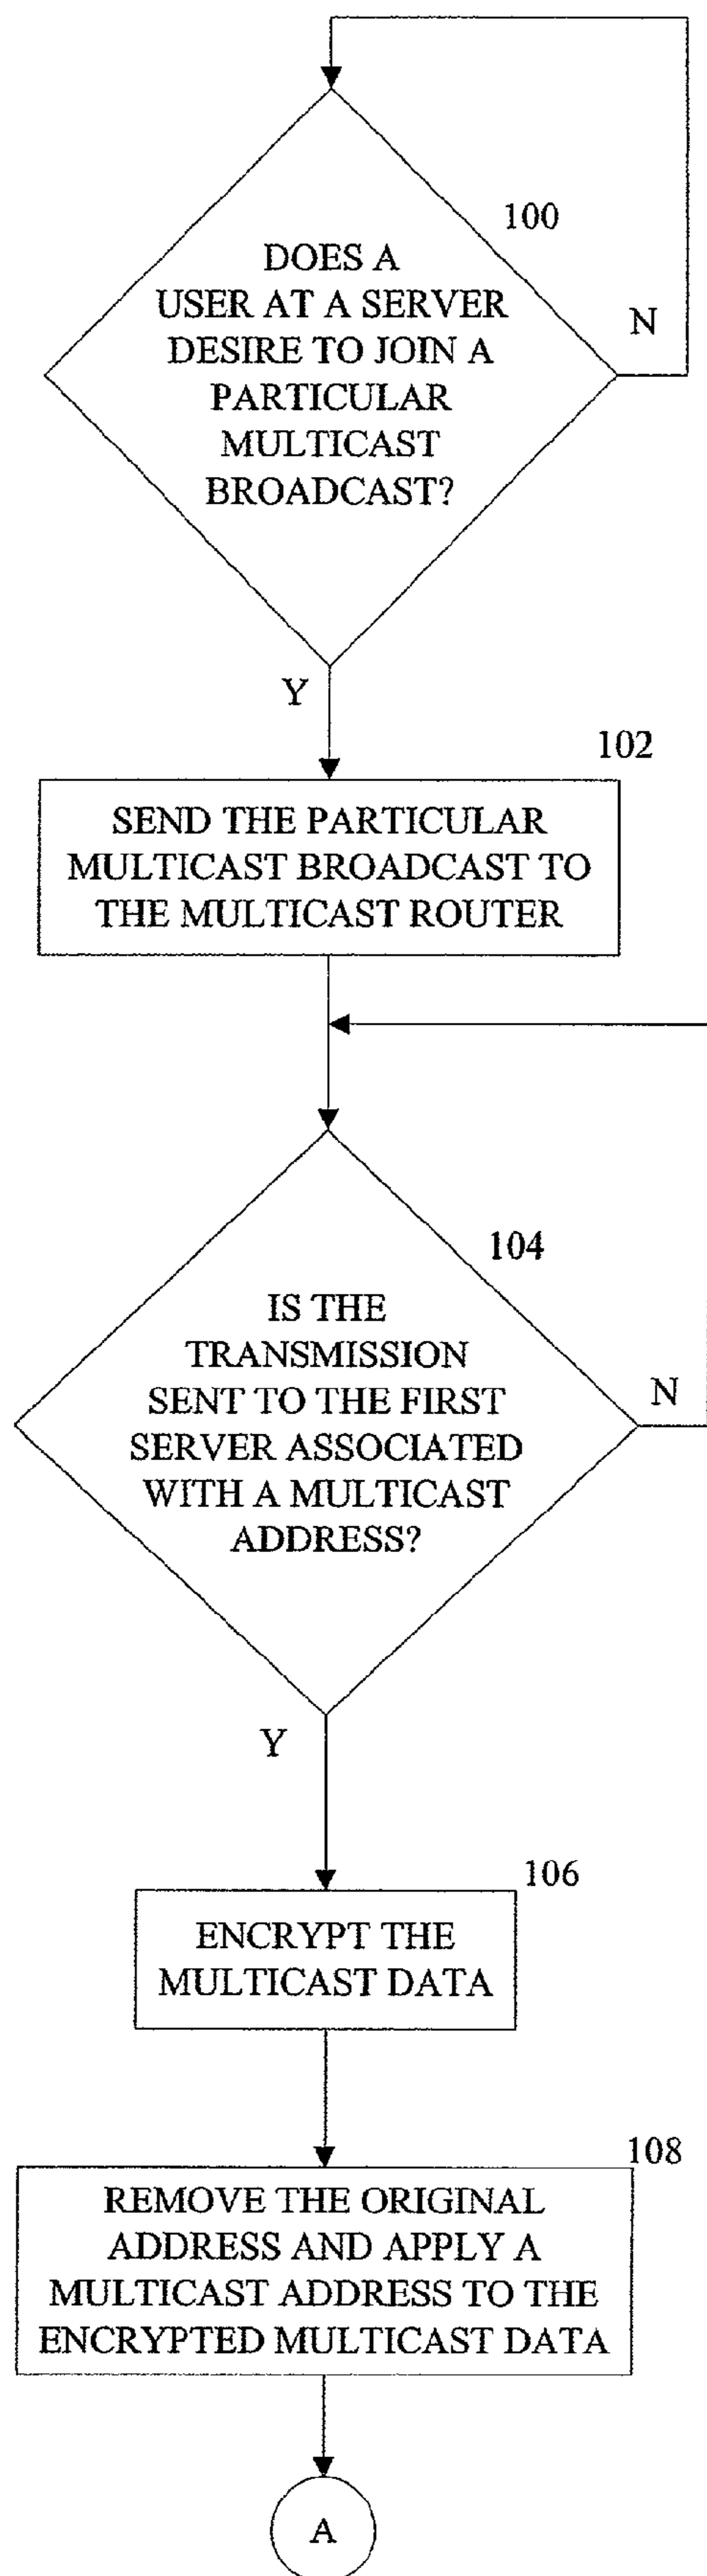 100
DOES A
USER AT A SERVER
DESIRE TO JOIN A
PARTICULAR
MULTICAST
BROADCAST?
N
Y
102
SEND THE PARTICULAR
MULTICAST BROADCAST TO
THE MULTICAST ROUTER
104
IS THE
TRANSMISSION
SENT TO THE FIRST
SERVER ASSOCIATED
WITH A MULTICAST
ADDRESS?
N
Y
106
ENCRYPT THE
MULTICAST DATA
108
REMOVE THE ORIGINAL
ADDRESS AND APPLY A
MULTICAST ADDRESS TO THE
ENCRYPTED MULTICAST DATA
A